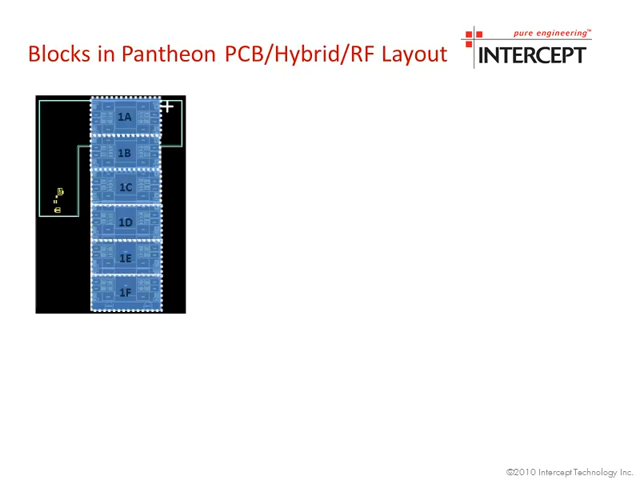 pure engineering™
Blocks in Pantheon PCB/Hybrid/RF Layout
INTERCEPT
1A
1B
1C
1D
1E
1F
©2010 Intercept Technology Inc.